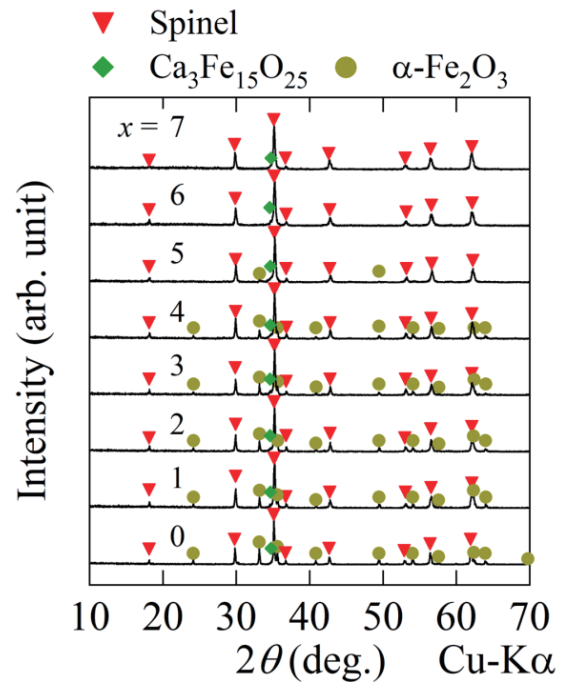 Spinel
Ca₃Fe₁₅O₂₅ α-Fe₂O₃
x = 7
6
5
4
3
2
1
0
Intensity (arb. unit)
10 20 30 40 50 60 70
2θ (deg.) Cu-Kα